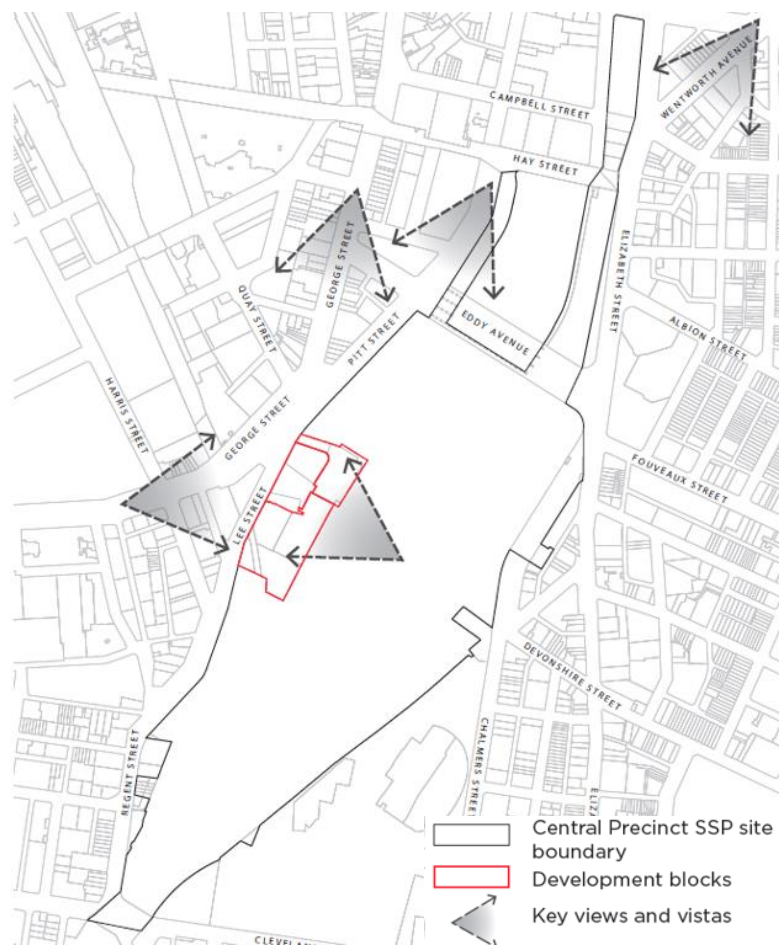 WENTWORTH AVENUE
CAMPBELL STREET
HAY STREET
GEORGE STREET
ELIZABETH STREET
QUAY STREET
PITT STREET
EDDY AVENUE
ALBION STREET
HARRIS STREET
GEORGE STREET
FOUVEAUX STREET
LEE STREET
DEVONSHIRE STREET
REGENT STREET
CHALMERS STREET
ELIZA
CLEVELA
Central Precinct SSP site
boundary
Development blocks
Key views and vistas